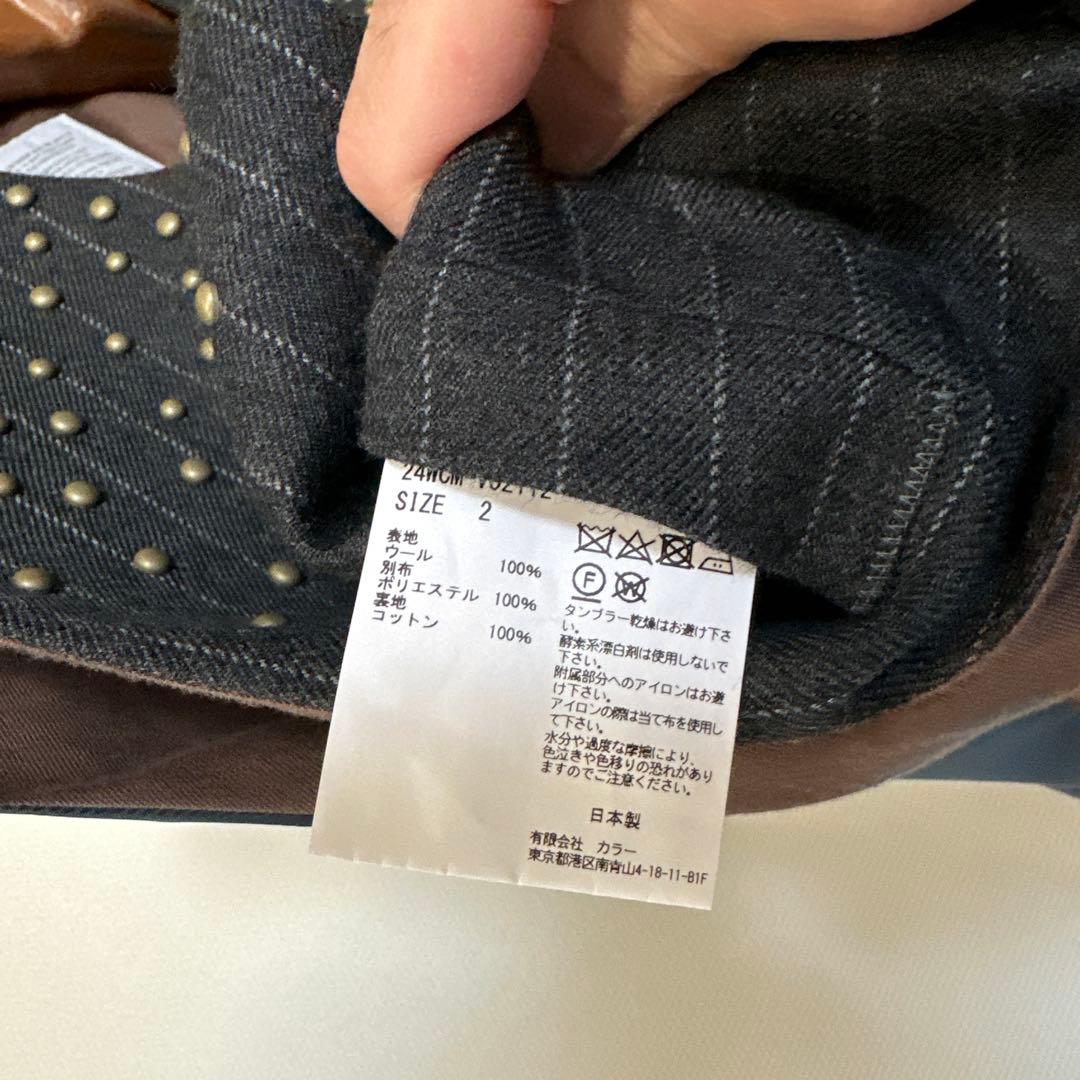 24WCM
SIZE 2
表地
ウール 100%
別布
ポリエステル 100%
裏地
コットン 100%
F W
タンブラー乾燥はお避け下さ
い。
酵素系漂白剤は使用しないで
下さい。
附属部分へのアイロンはお避
け下さい。
アイロンの際は当て布を使用し
て下さい。
水分や過度な摩擦により、
色泣きや色移りの恐れがあり
ますのでご注意ください。
日本製
有限会社 カラー
東京都港区南青山4-18-11-B1F